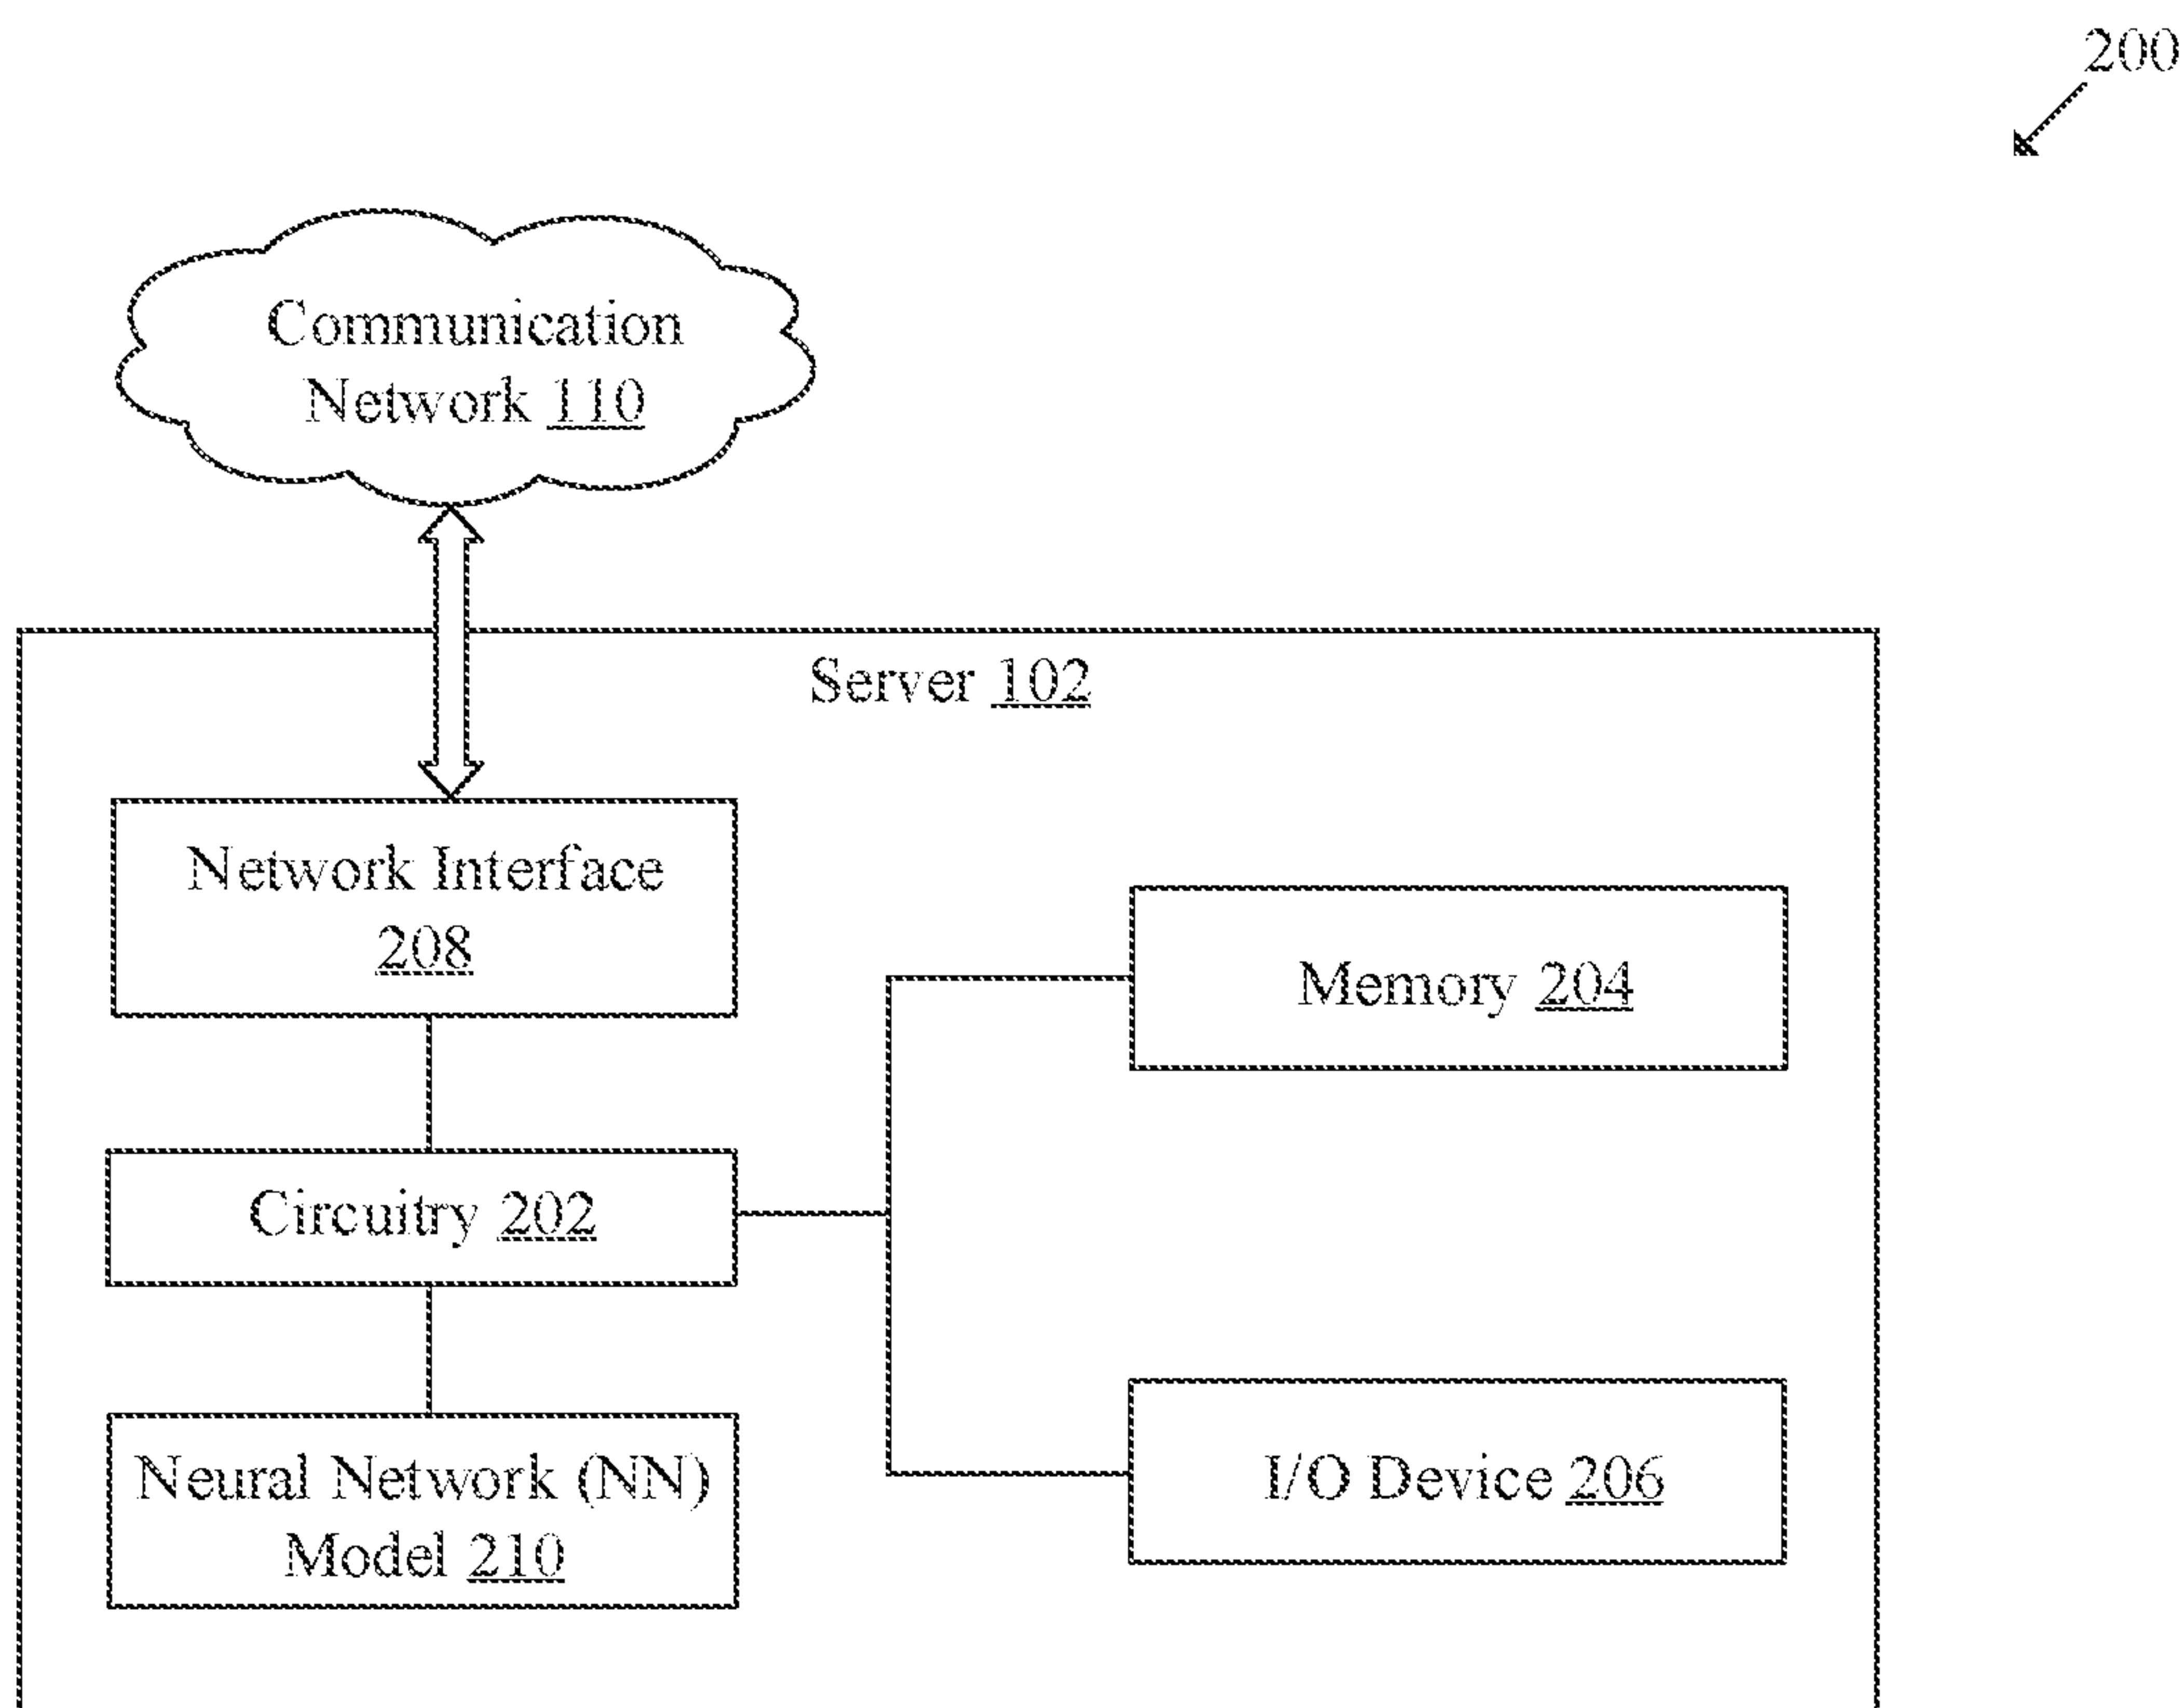 200
Communication
Network 110
Server 102
Network Interface
208
Memory 204
Circuitry 202
Neural Network (NN)
Model 210
I/O Device 206